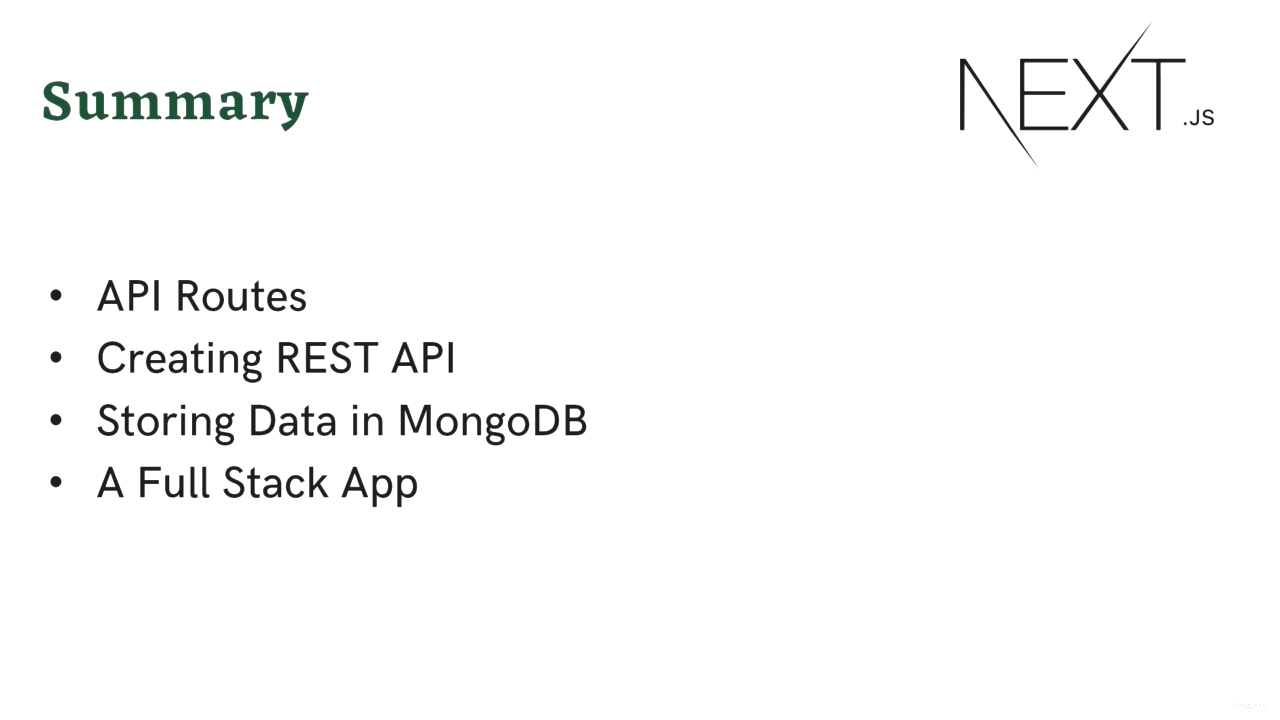 Summary
NEXT.JS
• API Routes
• Creating REST API
• Storing Data in MongoDB
• A Full Stack App